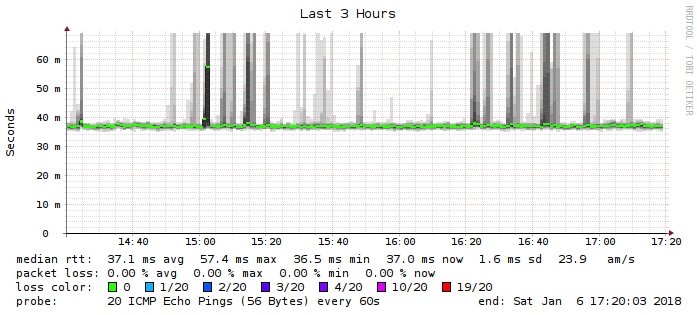 Last 3 Hours
RRDTOOL / TOBI OETIKER
Seconds
60 m
50 m
40 m
30 m
20 m
10 m
0
14:40 15:00 15:20 15:40 16:00 16:20 16:40 17:00 17:20
median rtt: 37.1 ms avg 57.4 ms max 36.5 ms min 37.0 ms now 1.6 ms sd 23.9 am/s
packet loss: 0.00 % avg 0.00 % max 0.00 % min 0.00 % now
loss color: 0 1/20 2/20 3/20 4/20 10/20 19/20
probe: 20 ICMP Echo Pings (56 Bytes) every 60s end: Sat Jan 6 17:20:03 2018